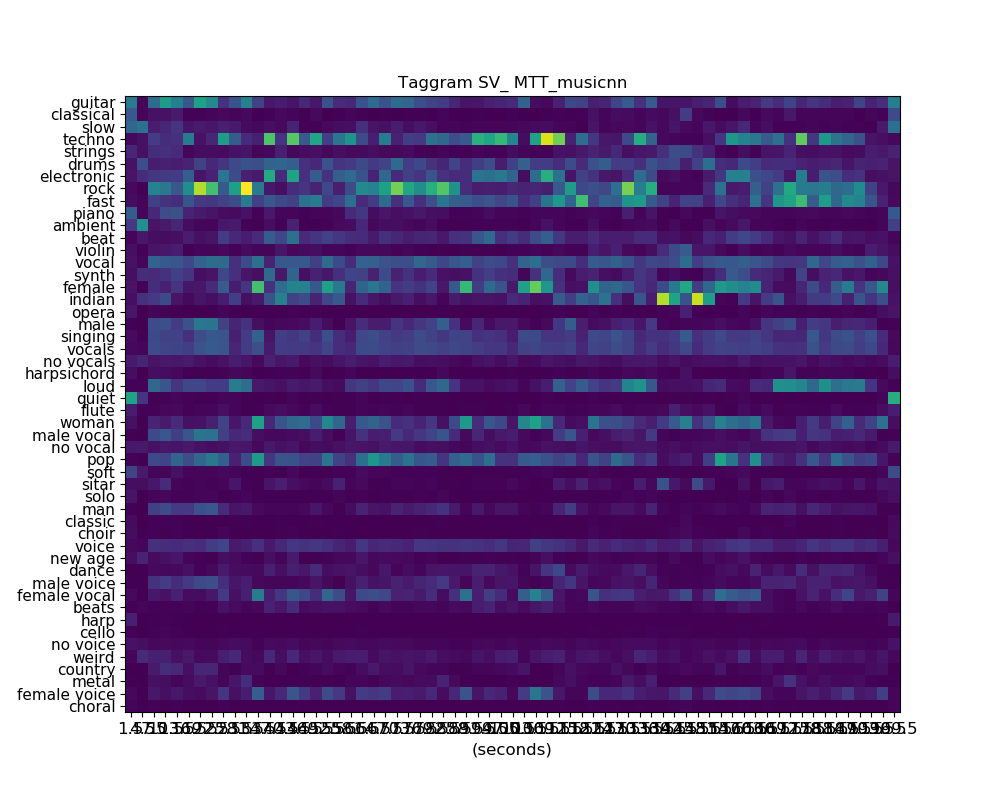 Taggram SV_ MTT_musicnn
guitar
classical
slow
techno
strings
drums
electronic
rock
fast
piano
ambient
beat
violin
vocal
synth
female
indian
opera
male
singing
vocals
no vocals
harpsichord
loud
quiet
flute
woman
male vocal
no vocal
pop
soft
sitar
solo
man
classic
choir
voice
new age
dance
male voice
female vocal
beats
harp
cello
no voice
weird
country
metal
female voice
choral
(seconds)